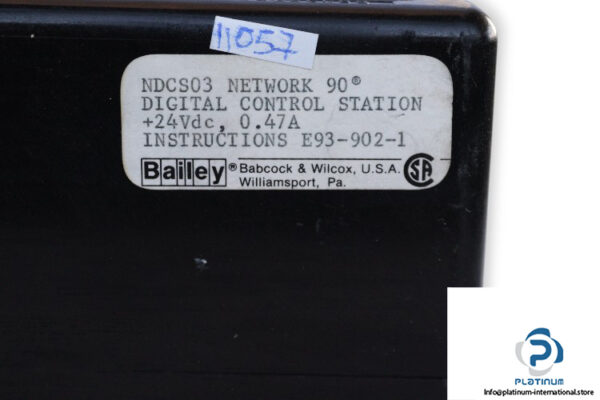 11057
NDCS03 NETWORK 90®
DIGITAL CONTROL STATION
+24Vdc, 0.47A
INSTRUCTIONS E93-902-1
Bailey® Babcock & Wilcox, U.S.A.
Williamsport, Pa.
SA
PLATINUM
Info@platinum-international.store